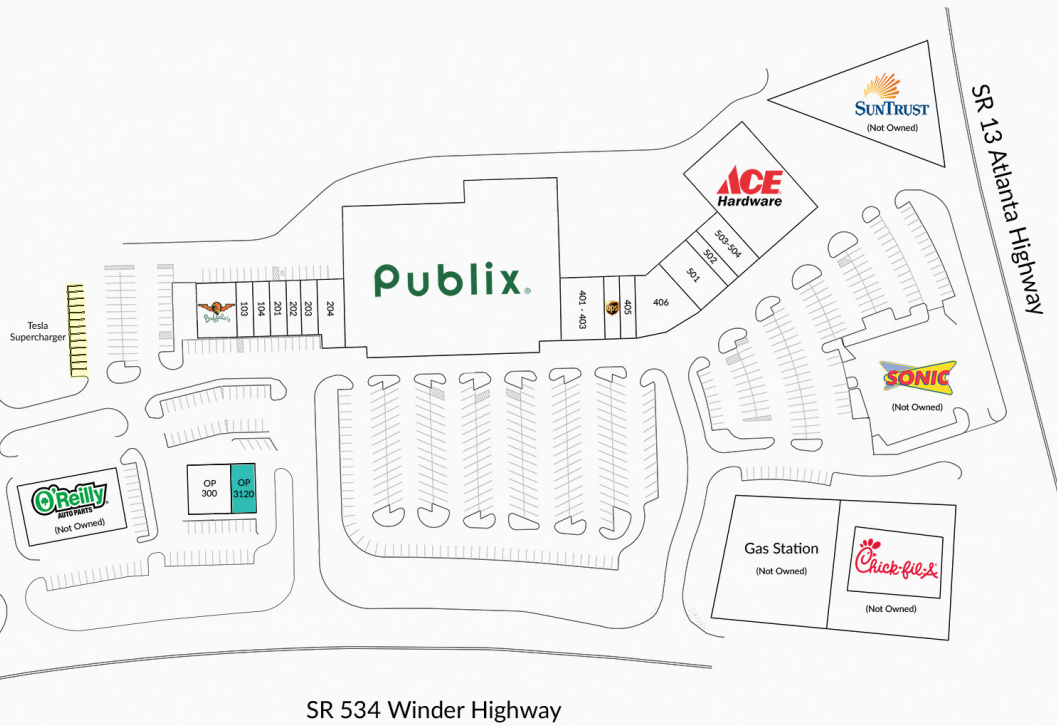 SUNTRUST
(Not Owned)
SR 13 Atlanta Highway
ACE
Hardware
503-504
502
501
406
405
ups
401 - 403
Publix®
204
203
202
201
104
103
Buffalo's
Tesla
Supercharger
SONIC
(Not Owned)
O'Reilly
AUTO PARTS
(Not Owned)
OP
300
OP
3120
Gas Station
(Not Owned)
Chick-fil-A
(Not Owned)
SR 534 Winder Highway